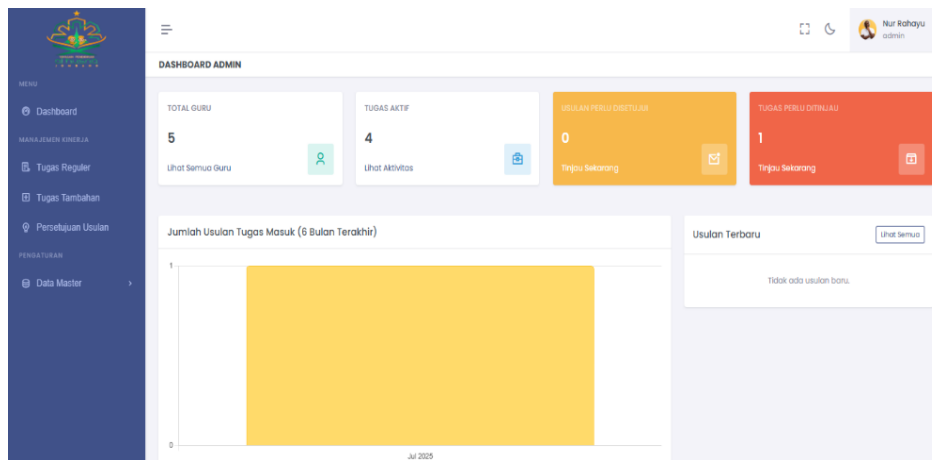 Nur Rahayu
admin
DASHBOARD ADMIN
MENU
Dashboard
MANAJEMEN KINERJA
Tugas Reguler
Tugas Tambahan
Persetujuan Usulan
PENGATURAN
Data Master
TOTAL GURU
5
Lihat Semua Guru
TUGAS AKTIF
4
Lihat Aktivitas
USULAN PERLU DISETUJUI
0
Tinjau Sekarang
TUGAS PERLU DITINJAU
1
Tinjau Sekarang
Jumlah Usulan Tugas Masuk (6 Bulan Terakhir)
1
0
Jul 2025
Usulan Terbaru
Lihat Semua
Tidak ada usulan baru.